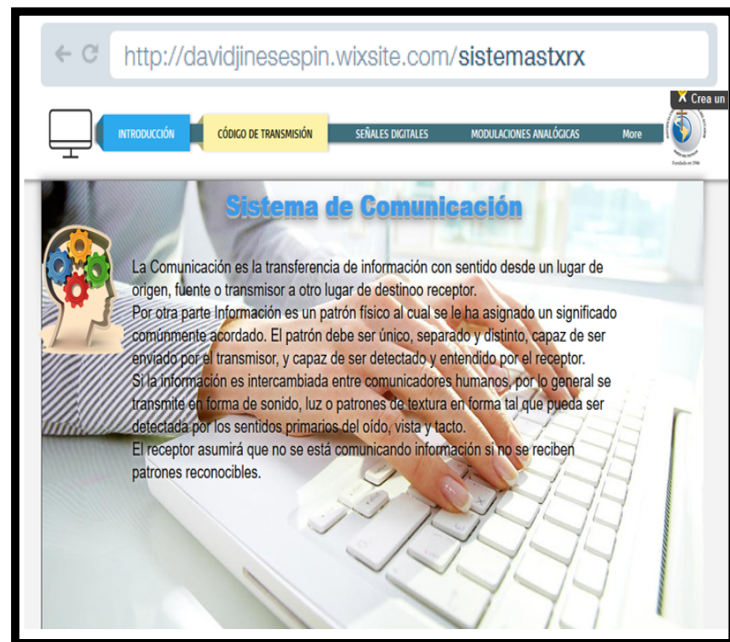 http://davidjinesespin.wixsite.com/sistemastxrx
Crea un
INTRODUCCIÓN CÓDIGO DE TRANSMISIÓN SEÑALES DIGITALES MODULACIONES ANALÓGICAS More
Fundada en 1946
Sistema de Comunicación
La Comunicación es la transferencia de información con sentido desde un lugar de
origen, fuente o transmisor a otro lugar de destinoo receptor.
Por otra parte Información es un patrón físico al cual se le ha asignado un significado
comúnmente acordado. El patrón debe ser único, separado y distinto, capaz de ser
enviado por el transmisor, y capaz de ser detectado y entendido por el receptor.
Si la información es intercambiada entre comunicadores humanos, por lo general se
transmite en forma de sonido, luz o patrones de textura en forma tal que pueda ser
detectada por los sentidos primarios del oído, vista y tacto.
El receptor asumirá que no se está comunicando información si no se reciben
patrones reconocibles.